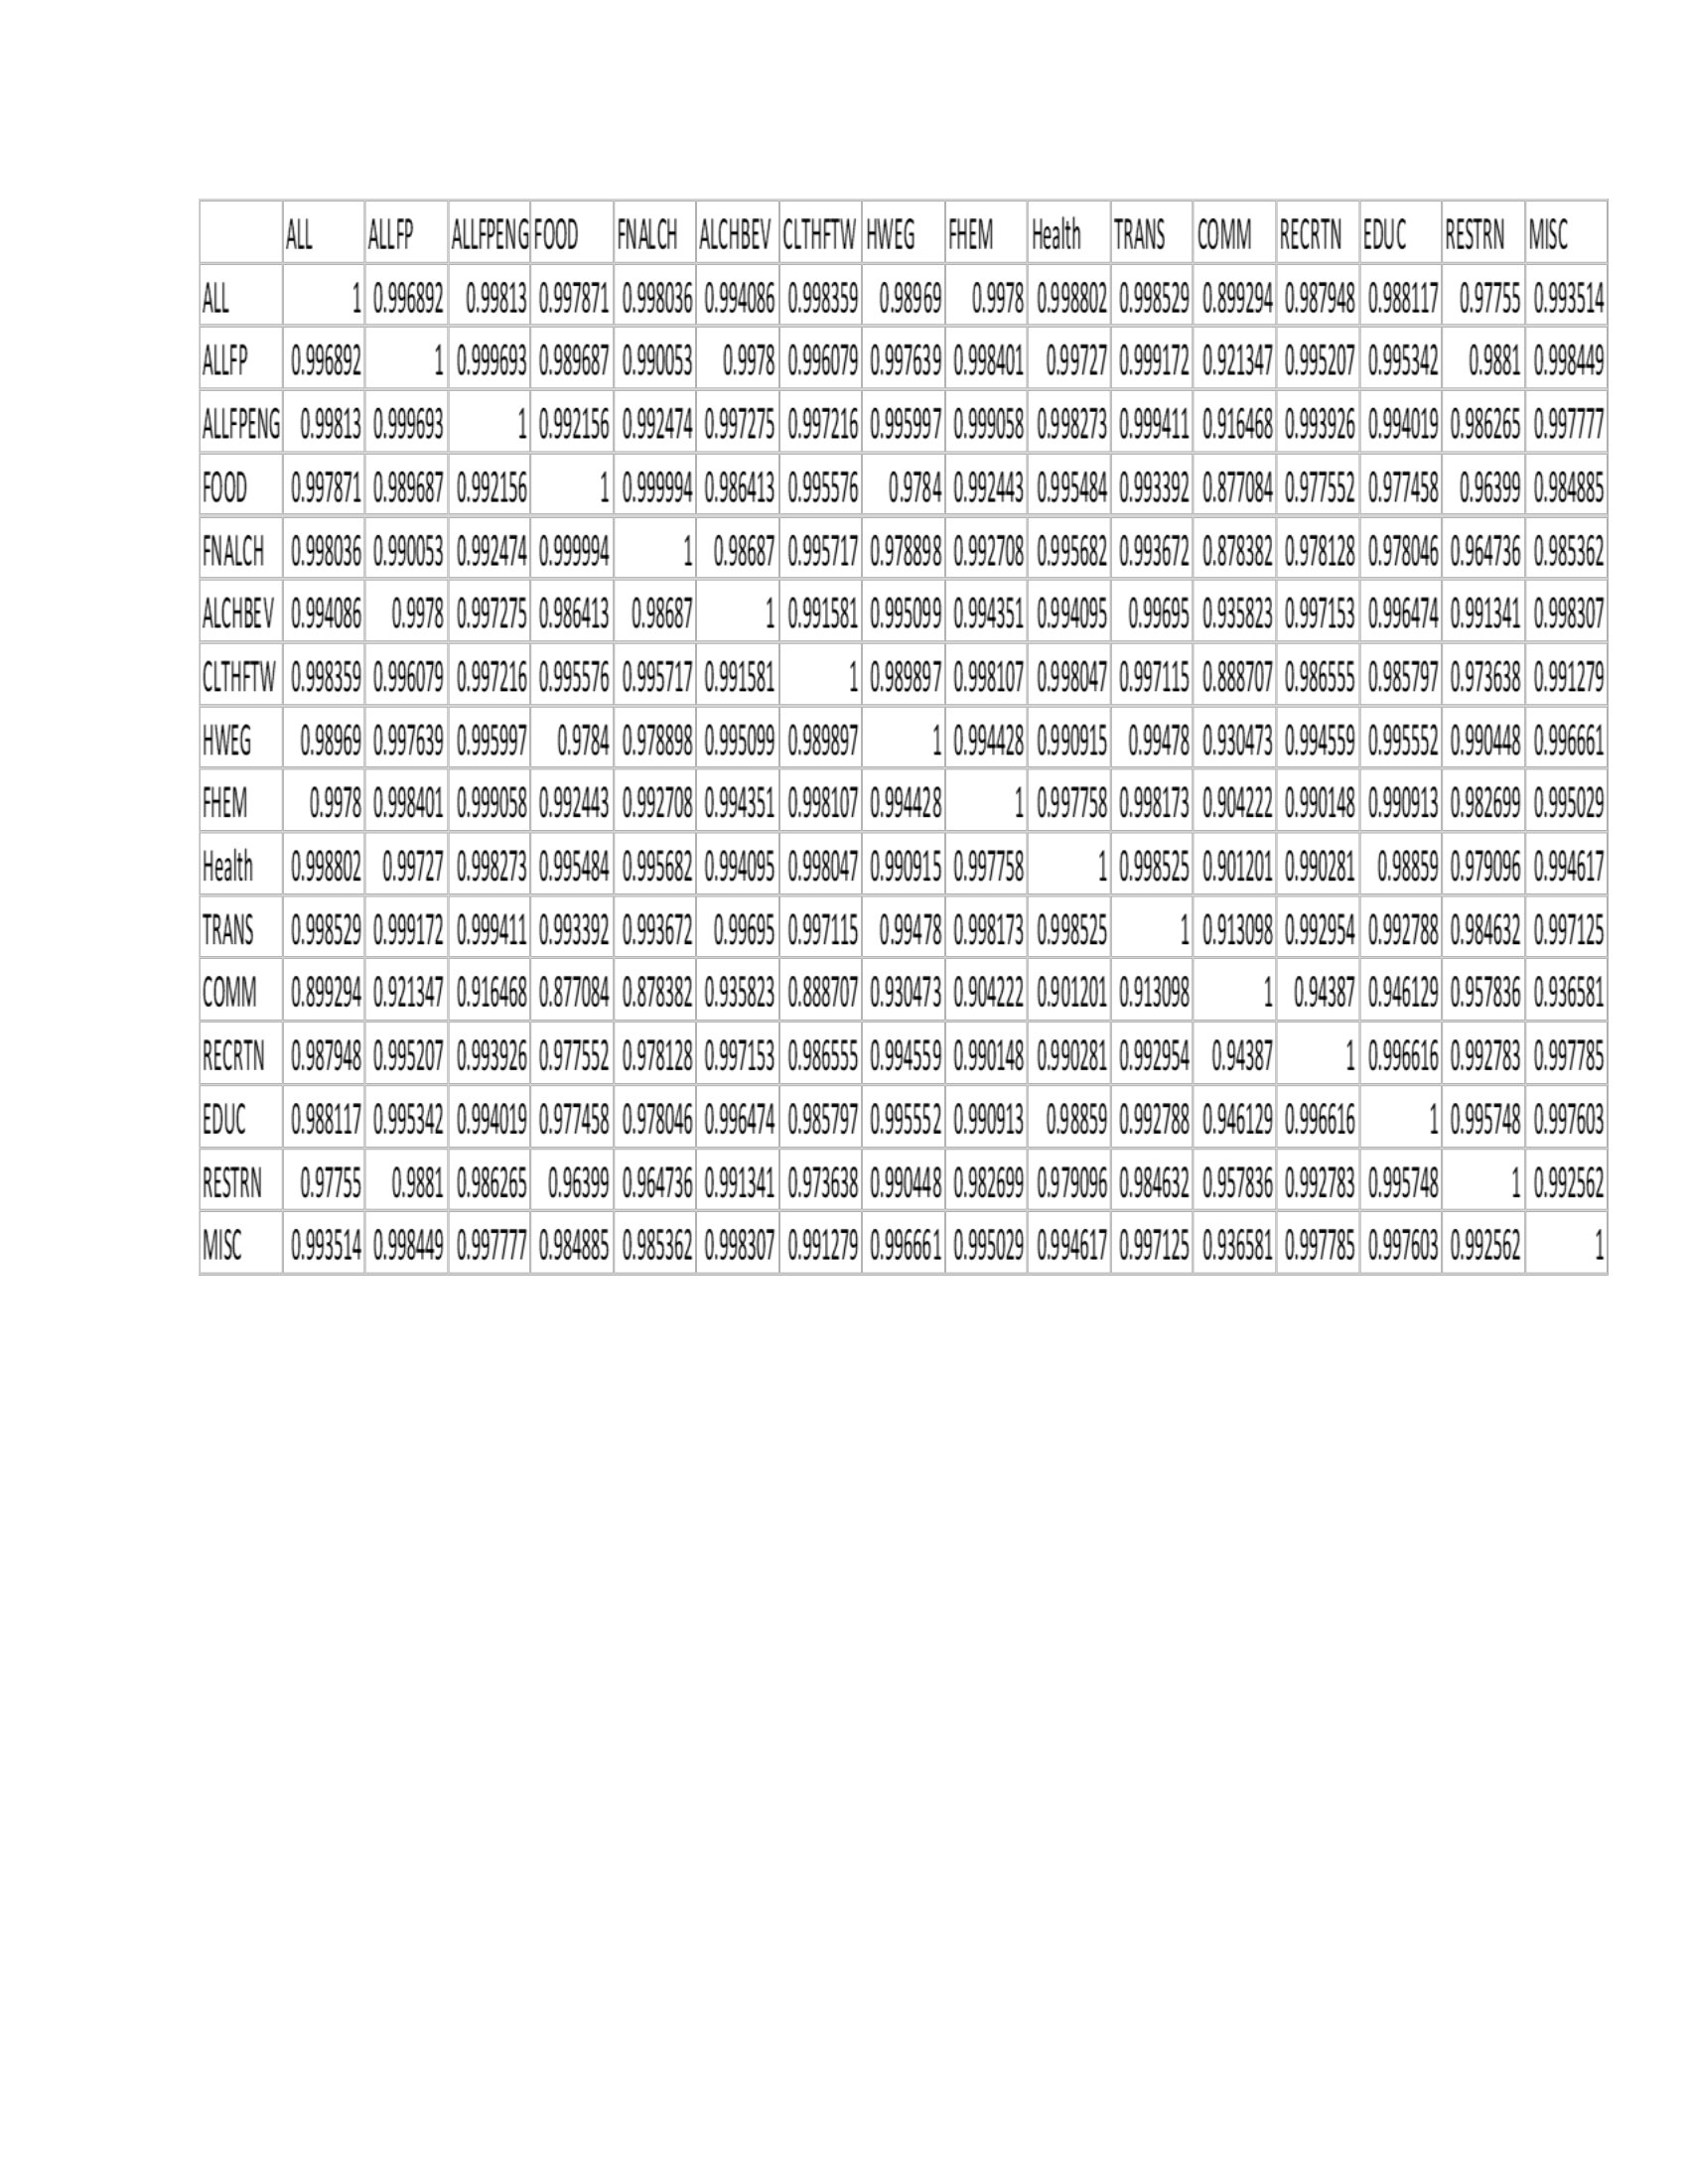 ALL ALLFP ALLFPENG FOOD FNALCH ALCHBEV CLTHFTW HWEG FHEM Health TRANS COMM RECRTN EDUC RESTRN MISC
ALL 1 0.996892 0.99813 0.997871 0.998036 0.994086 0.998359 0.98969 0.9978 0.998802 0.998529 0.899294 0.987948 0.988117 0.97755 0.993514
ALLFP 0.996892 1 0.999693 0.989687 0.990053 0.9978 0.996079 0.997639 0.998401 0.99727 0.999172 0.921347 0.995207 0.995342 0.9881 0.998449
ALLFPENG 0.99813 0.999693 1 0.992156 0.992474 0.997275 0.997216 0.995997 0.999058 0.998273 0.999411 0.916468 0.993926 0.994019 0.986265 0.997777
FOOD 0.997871 0.989687 0.992156 1 0.999994 0.986413 0.995576 0.9784 0.992443 0.995484 0.993392 0.877084 0.977552 0.977458 0.96399 0.984885
FNALCH 0.998036 0.990053 0.992474 0.999994 1 0.98687 0.995717 0.978898 0.992708 0.995682 0.993672 0.878382 0.978128 0.978046 0.964736 0.985362
ALCHBEV 0.994086 0.9978 0.997275 0.986413 0.98687 1 0.991581 0.995099 0.994351 0.994095 0.99695 0.935823 0.997153 0.996474 0.991341 0.998307
CLTHFTW 0.998359 0.996079 0.997216 0.995576 0.995717 0.991581 1 0.989897 0.998107 0.998047 0.997115 0.888707 0.986555 0.985797 0.973638 0.991279
HWEG 0.98969 0.997639 0.995997 0.9784 0.978898 0.995099 0.989897 1 0.994428 0.990915 0.99478 0.930473 0.994559 0.995552 0.990448 0.996661
FHEM 0.9978 0.998401 0.999058 0.992443 0.992708 0.994351 0.998107 0.994428 1 0.997758 0.998173 0.904222 0.990148 0.990913 0.982699 0.995029
Health 0.998802 0.99727 0.998273 0.995484 0.995682 0.994095 0.998047 0.990915 0.997758 1 0.998525 0.901201 0.990281 0.98859 0.979096 0.994617
TRANS 0.998529 0.999172 0.999411 0.993392 0.993672 0.99695 0.997115 0.99478 0.998173 0.998525 1 0.913098 0.992954 0.992788 0.984632 0.997125
COMM 0.899294 0.921347 0.916468 0.877084 0.878382 0.935823 0.888707 0.930473 0.904222 0.901201 0.913098 1 0.94387 0.946129 0.957836 0.936581
RECRTN 0.987948 0.995207 0.993926 0.977552 0.978128 0.997153 0.986555 0.994559 0.990148 0.990281 0.992954 0.94387 1 0.996616 0.992783 0.997785
EDUC 0.988117 0.995342 0.994019 0.977458 0.978046 0.996474 0.985797 0.995552 0.990913 0.98859 0.992788 0.946129 0.996616 1 0.995748 0.997603
RESTRN 0.97755 0.9881 0.986265 0.96399 0.964736 0.991341 0.973638 0.990448 0.982699 0.979096 0.984632 0.957836 0.992783 0.995748 1 0.992562
MISC 0.993514 0.998449 0.997777 0.984885 0.985362 0.998307 0.991279 0.996661 0.995029 0.994617 0.997125 0.936581 0.997785 0.997603 0.992562 1